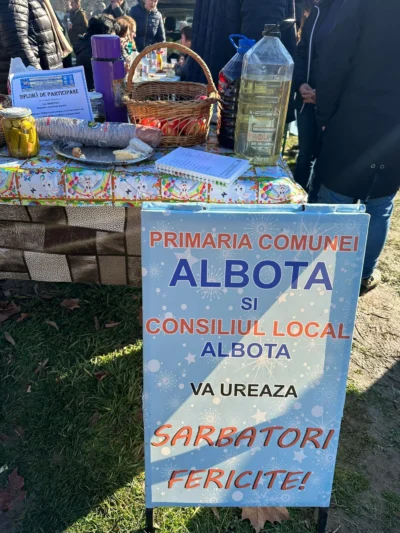 DIPLOMĂ DE PARTICIPARE
PRIMARIA COMUNEI
ALBOTA
SI
CONSILIUL LOCAL
ALBOTA
VA UREAZA
SARBATORI
FERICITE!